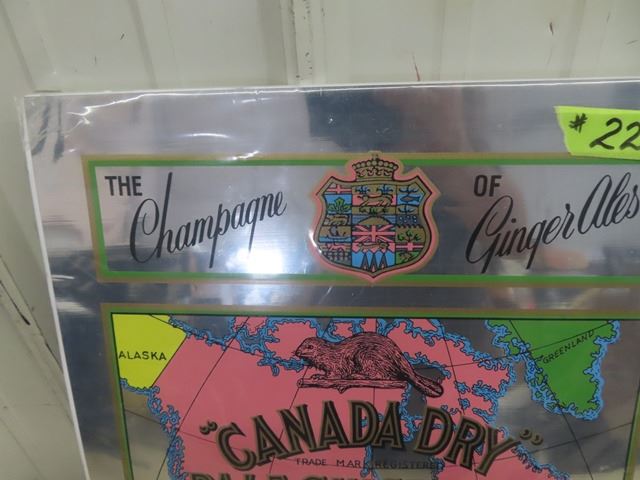 # 22
THE Champagne OF Ginger Ales
ALASKA
GREENLAND
"CANADA DRY"
TRADE MARK REGISTERED